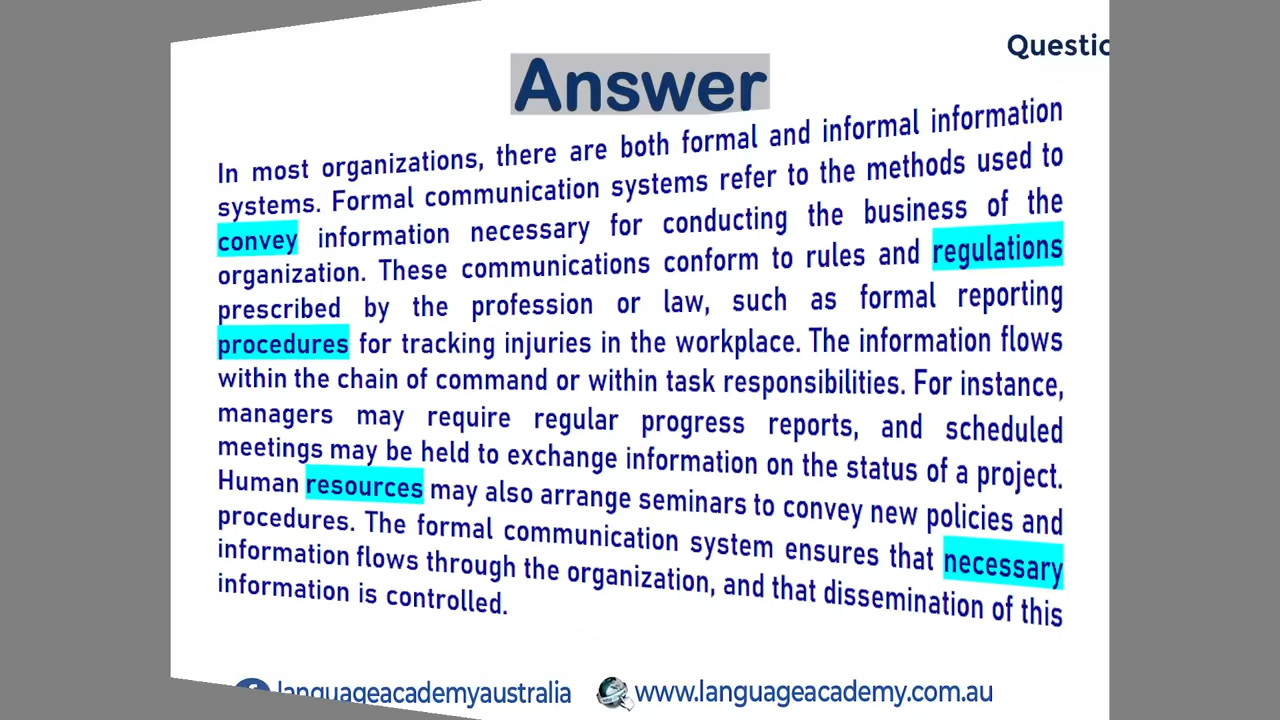 Questio
Answer
In most organizations, there are both formal and informal information
systems. Formal communication systems refer to the methods used to
convey information necessary for conducting the business of the
organization. These communications conform to rules and regulations
prescribed by the profession or law, such as formal reporting
procedures for tracking injuries in the workplace. The information flows
within the chain of command or within task responsibilities. For instance,
managers may require regular progress reports, and scheduled
meetings may be held to exchange information on the status of a project.
Human resources may also arrange seminars to convey new policies and
procedures. The formal communication system ensures that necessary
information flows through the organization, and that dissemination of this
information is controlled.
languageacademyaustralia www.languageacademy.com.au